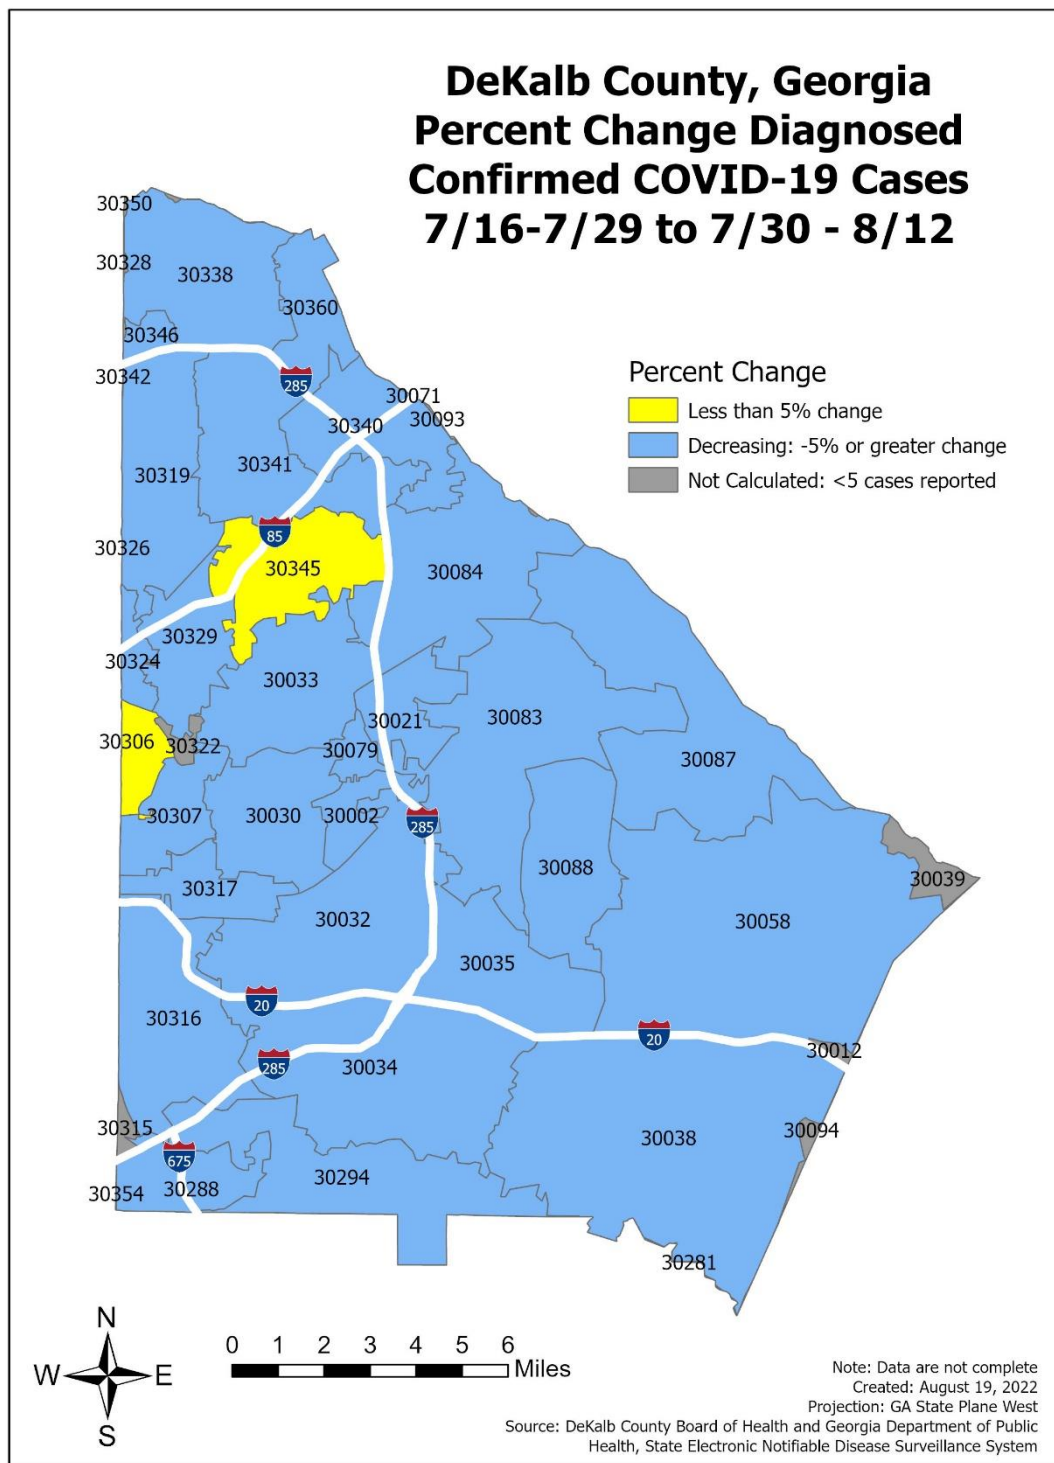 DeKalb County, Georgia
Percent Change Diagnosed
Confirmed COVID-19 Cases
7/16-7/29 to 7/30 - 8/12
30350
30328
30338
30360
30346
30342
285
30071
30093
30340
30341
30319
Percent Change
Less than 5% change
Decreasing: -5% or greater change
Not Calculated: <5 cases reported
85
30326
30345
30084
30329
30324
30033
30021
30083
30306
30322
30079
30087
30307
30030
30002
285
30088
30317
30039
30032
30058
30035
20
30316
20
30012
285
30034
30315
30038
30094
675
30354
30288
30294
30281
N
W
E
S
0 1 2 3 4 5 6
Miles
Note: Data are not complete
Created: August 19, 2022
Projection: GA State Plane West
Source: DeKalb County Board of Health and Georgia Department of Public
Health, State Electronic Notifiable Disease Surveillance System